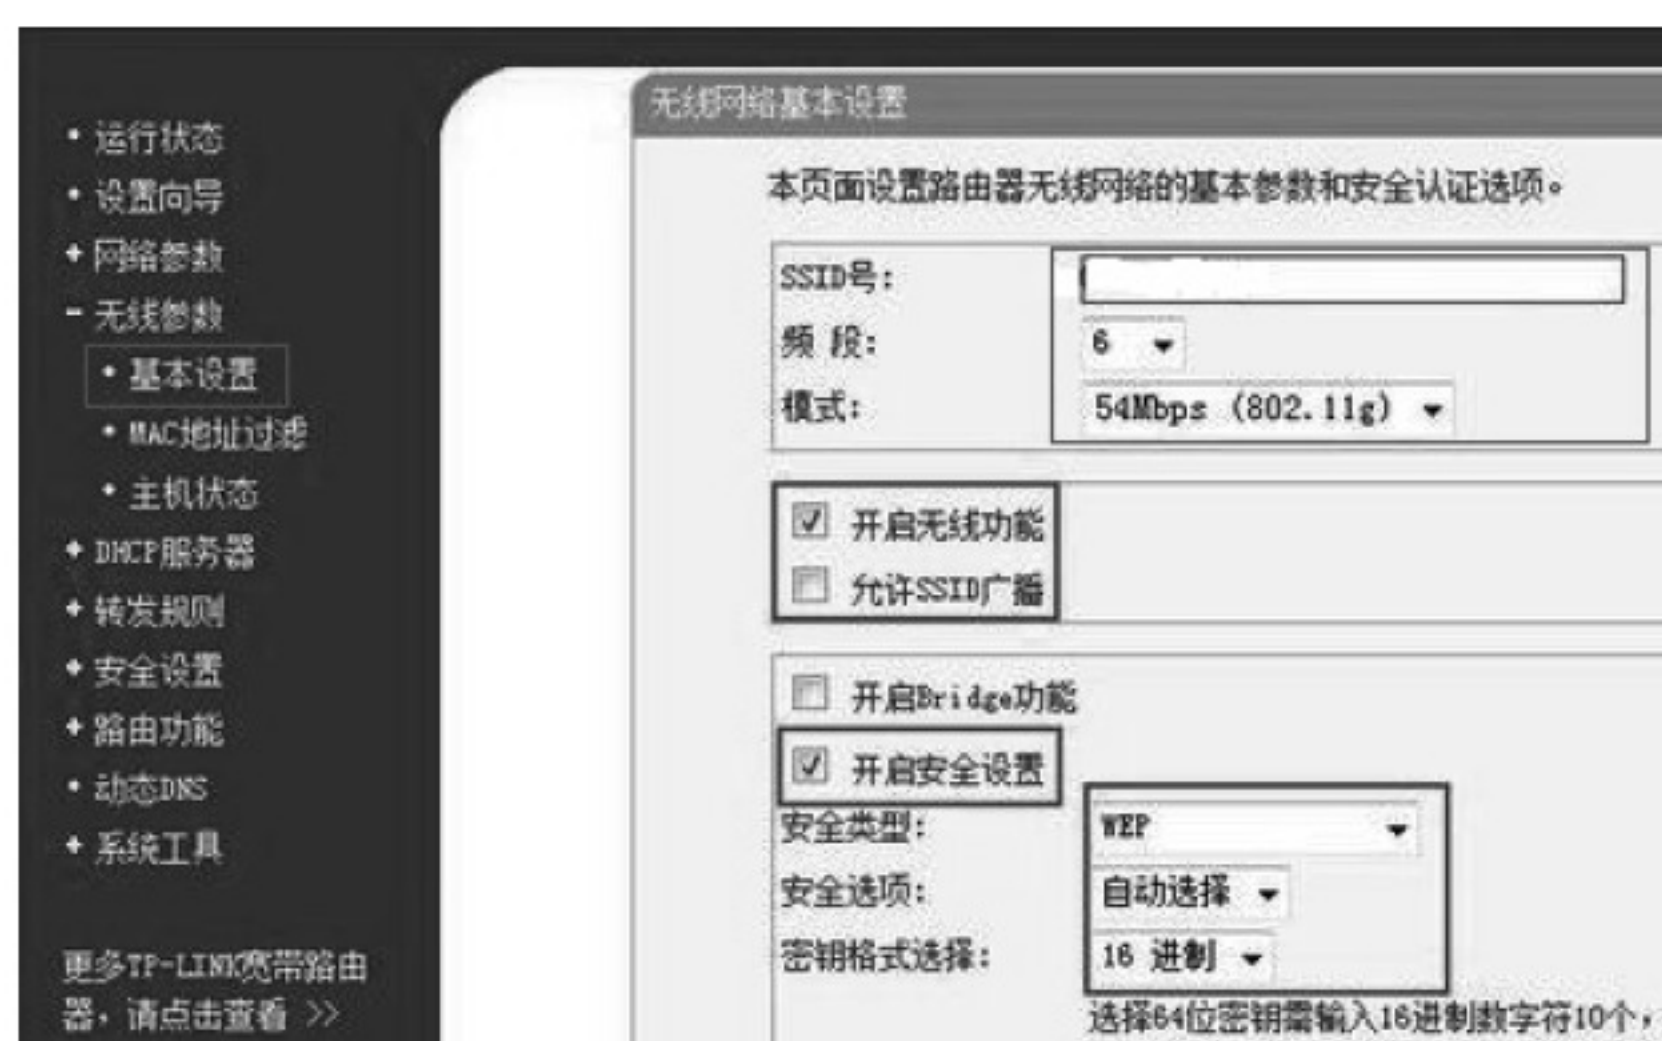 无线网络基本设置
本页面设置路由器无线网络的基本参数和安全认证选项。
SSID号:
频 段: 6
模式: 54Mbps (802.11g)
开启无线功能
允许SSID广播
开启Bridge功能
开启安全设置
安全类型: WEP
安全选项: 自动选择
密钥格式选择: 16 进制
选择64位密钥需输入16进制数字符10个,
运行状态
设置向导
+ 网络参数
- 无线参数
基本设置
MAC地址过滤
主机状态
+ DHCP服务器
+ 转发规则
+ 安全设置
+ 路由功能
动态DNS
+ 系统工具
更多TP-LINK宽带路由
器,请点击查看 >>